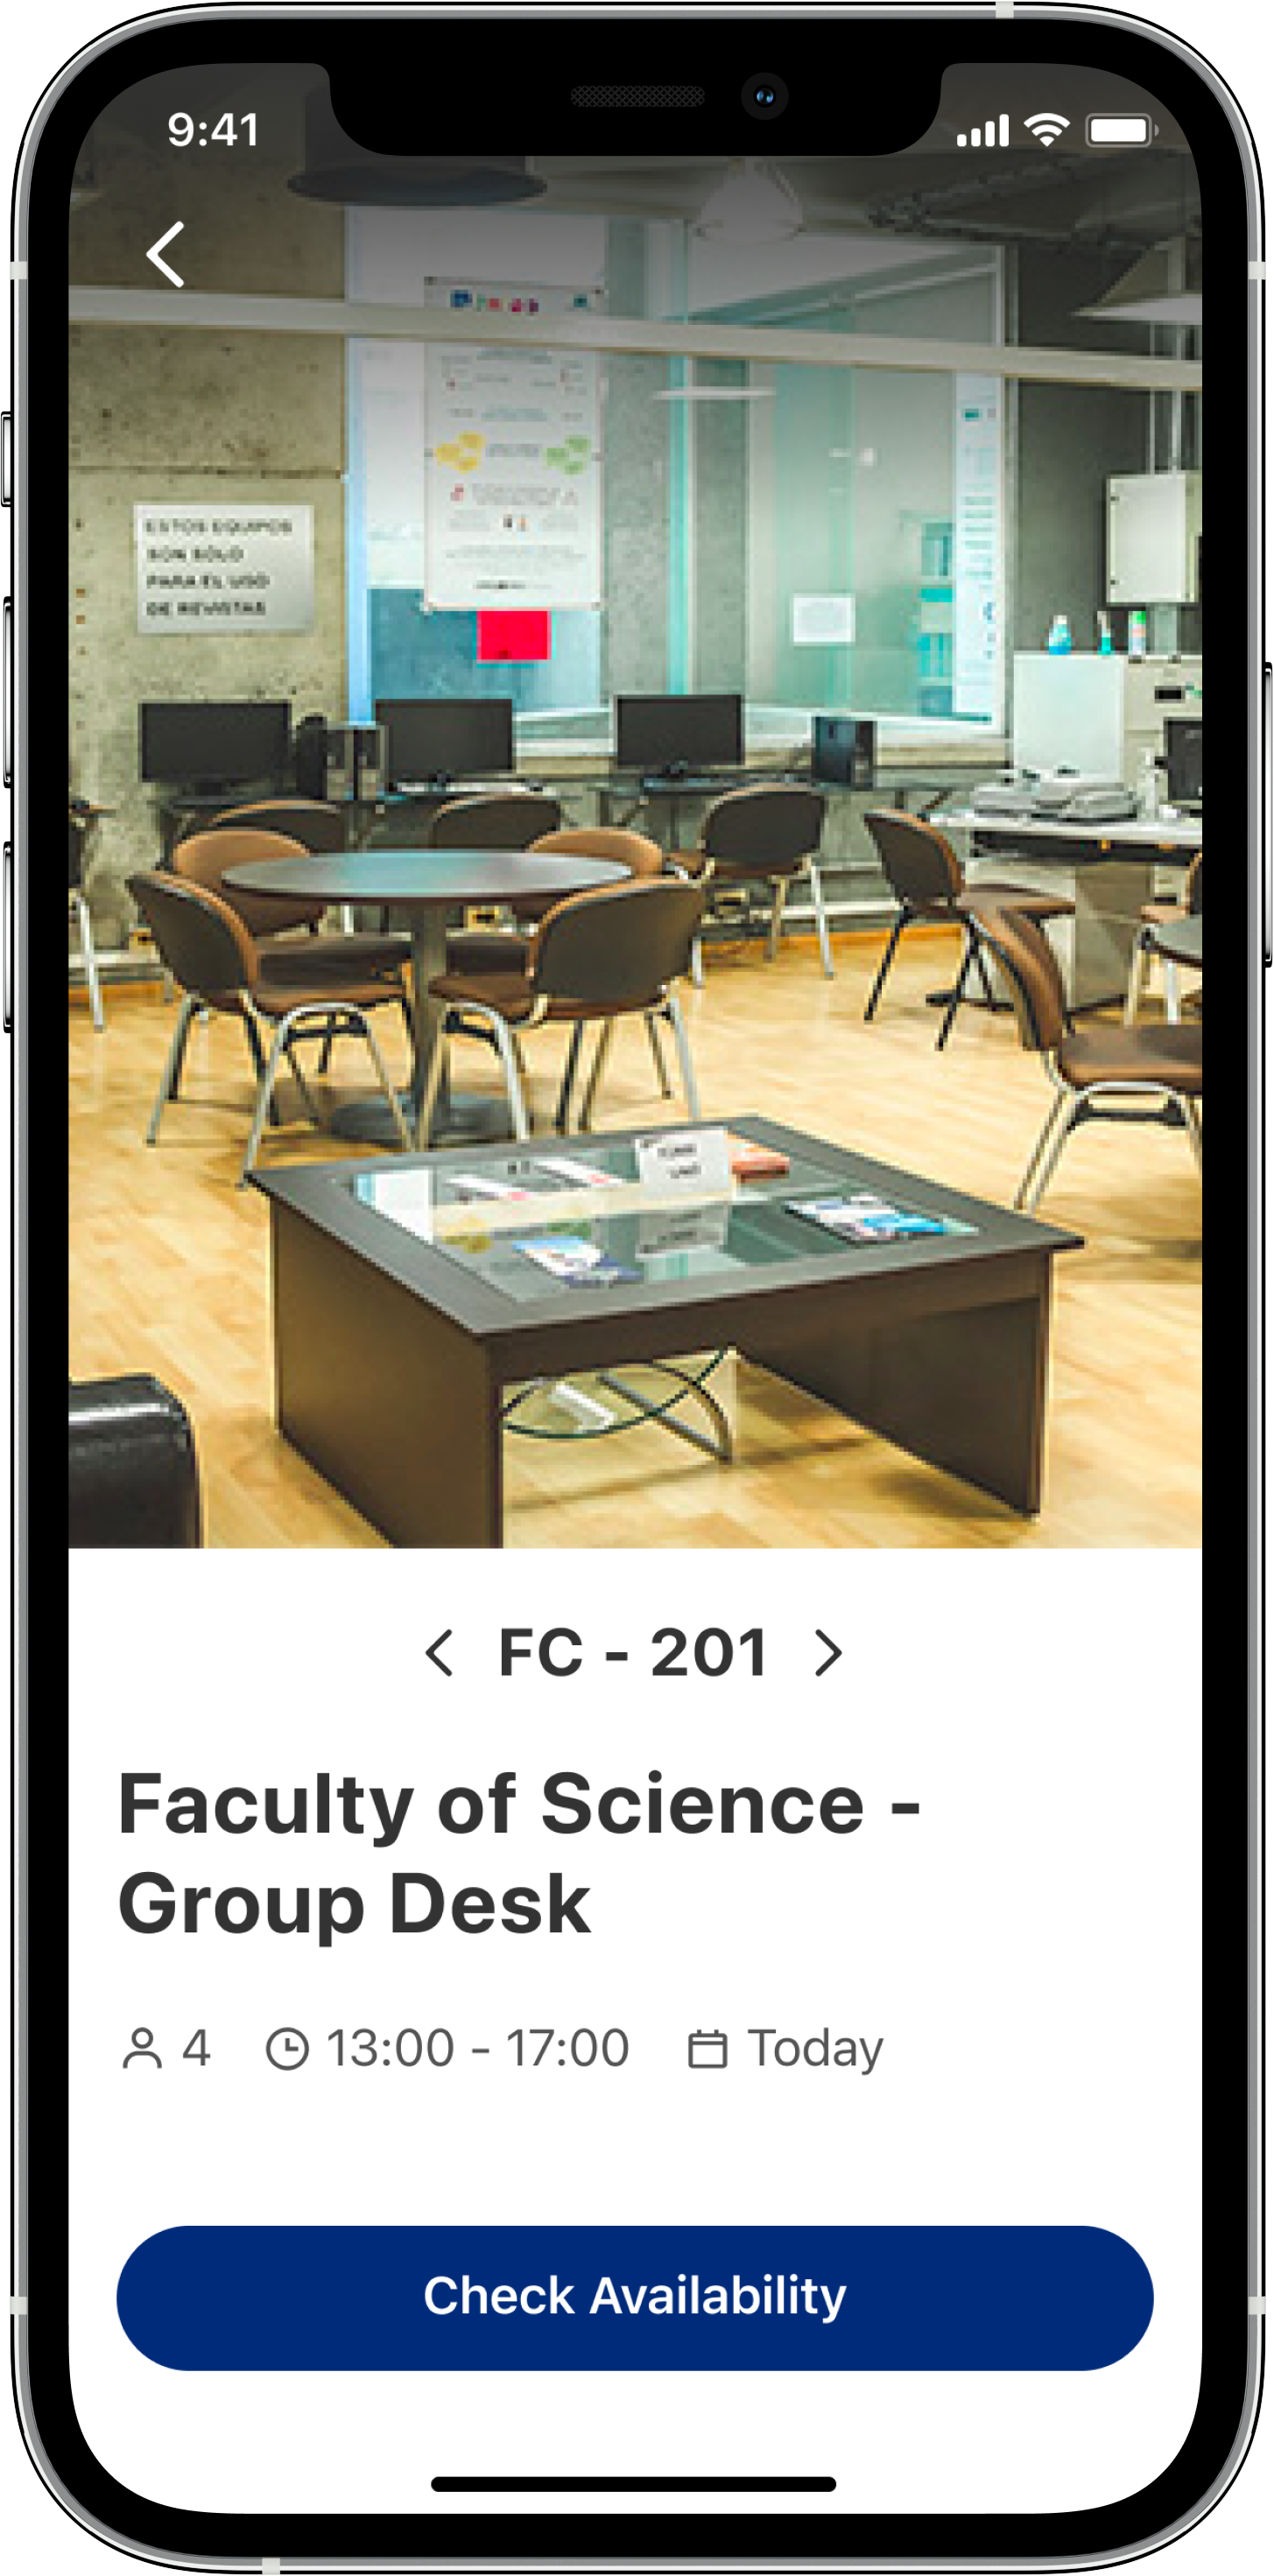 9:41
ESTOS EQUIPOS
SON SÓLO
PARA EL USO
DE REVISTAS
FC - 201
Faculty of Science -
Group Desk
4 13:00 - 17:00 Today
Check Availability